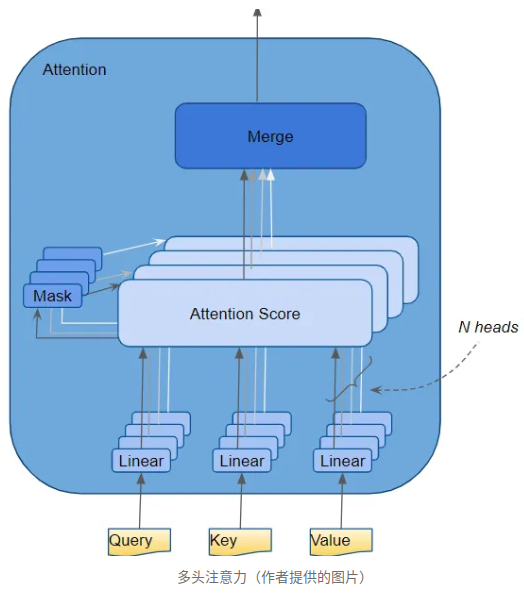 Attention
Merge
Mask
Attention Score
N heads
Linear
Linear
Linear
Query
Key
Value
多头注意力（作者提供的图片）